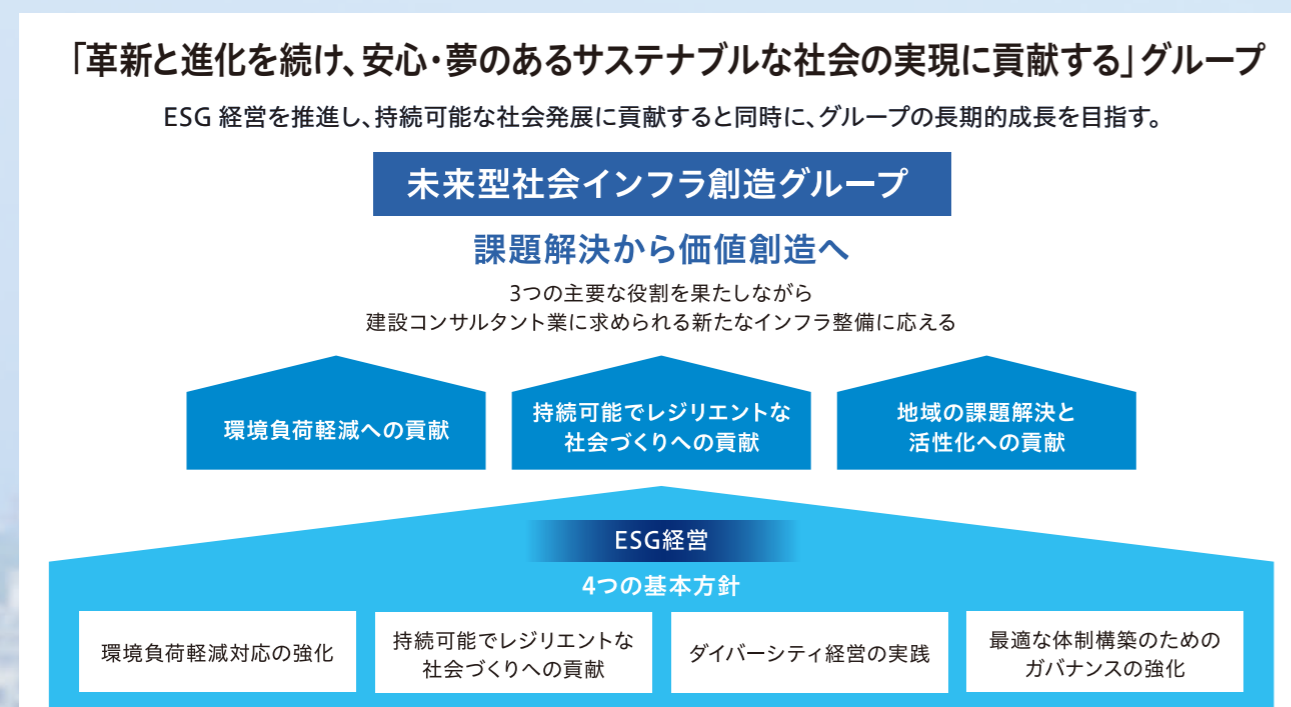 「革新と進化を続け、安心・夢のあるサステナブルな社会の実現に貢献する」グループ
ESG 経営を推進し、持続可能な社会発展に貢献すると同時に、グループの長期的成長を目指す。
未来型社会インフラ創造グループ
課題解決から価値創造へ
3つの主要な役割を果たしながら
建設コンサルタント業に求められる新たなインフラ整備に応える
環境負荷軽減への貢献
持続可能でレジリエントな
社会づくりへの貢献
地域の課題解決と
活性化への貢献
ESG経営
4つの基本方針
環境負荷軽減対応の強化
持続可能でレジリエントな
社会づくりへの貢献
ダイバーシティ経営の実践
最適な体制構築のための
ガバナンスの強化